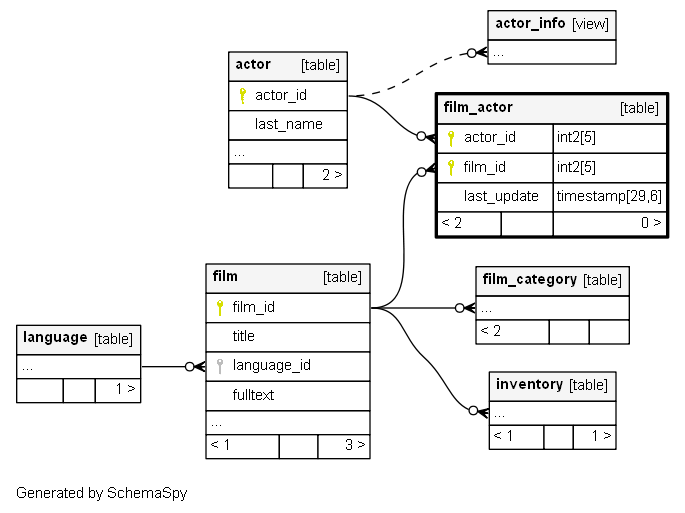 actor_info [view]
...
actor [table]
actor_id
last_name
...
2 >
film_actor [table]
actor_id int2[5]
film_id int2[5]
last_update timestamp[29,6]
< 2 0 >
film [table]
film_id
title
language_id
fulltext
...
< 1 3 >
film_category [table]
...
< 2
language [table]
...
1 >
inventory [table]
...
< 1 1 >
Generated by SchemaSpy